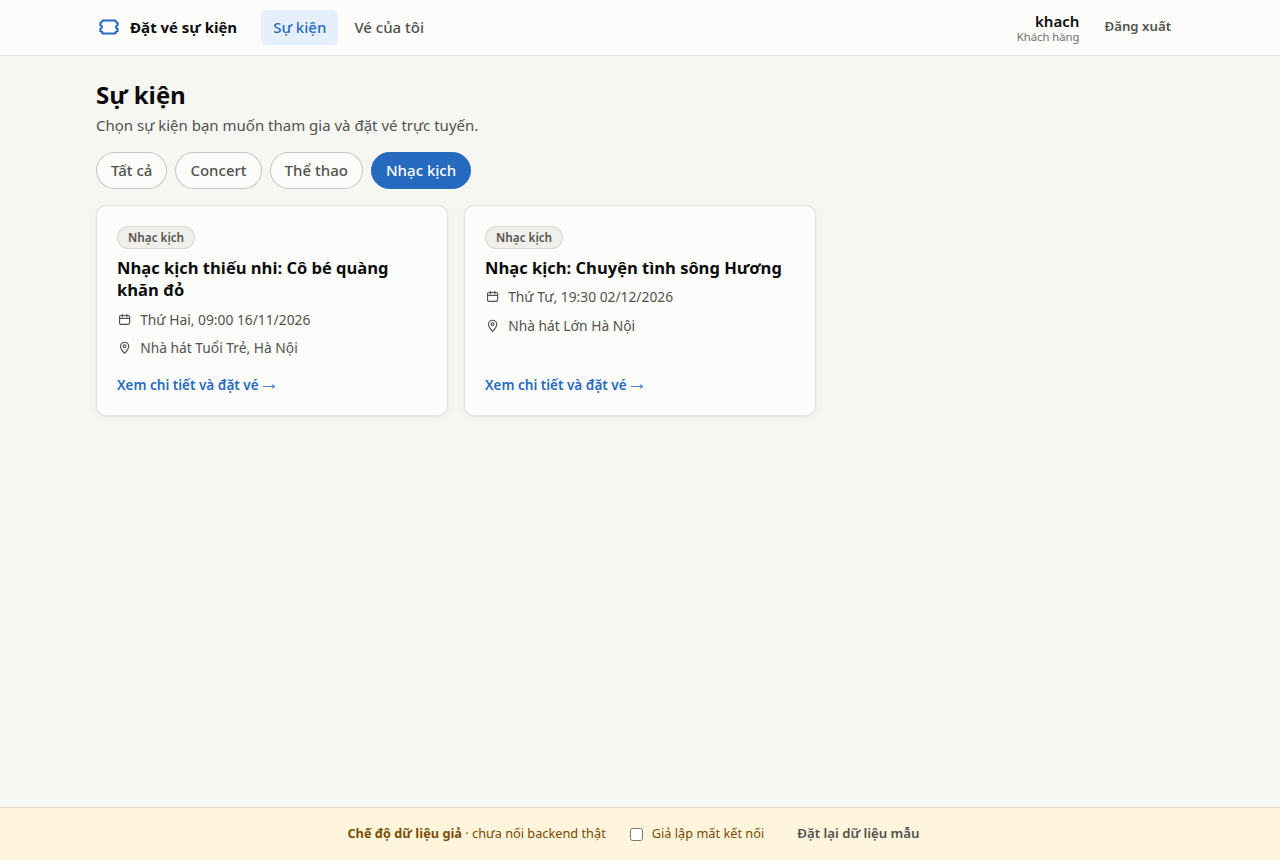 Đặt vé sự kiện Sự kiện Vé của tôi khach Đăng xuất
Khách hàng
Sự kiện
Chọn sự kiện bạn muốn tham gia và đặt vé trực tuyến.
Tất cả Concert Thể thao Nhạc kịch
Nhạc kịch
Nhạc kịch thiếu nhi: Cô bé quàng
khăn đỏ
Thứ Hai, 09:00 16/11/2026
Nhà hát Tuổi Trẻ, Hà Nội
Xem chi tiết và đặt vé →
Nhạc kịch
Nhạc kịch: Chuyện tình sông Hương
Thứ Tư, 19:30 02/12/2026
Nhà hát Lớn Hà Nội
Xem chi tiết và đặt vé →
Chế độ dữ liệu giả · chưa nối backend thật Giả lập mất kết nối Đặt lại dữ liệu mẫu